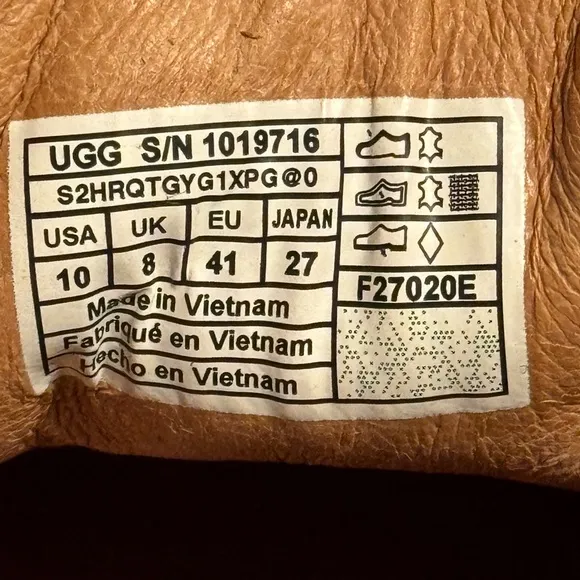 UGG S/N 1019716
S2HRQTGYG1XPG@0
USA UK EU JAPAN
10 8 41 27
Made in Vietnam
Fabriqué en Vietnam
Hecho en Vietnam
F27020E